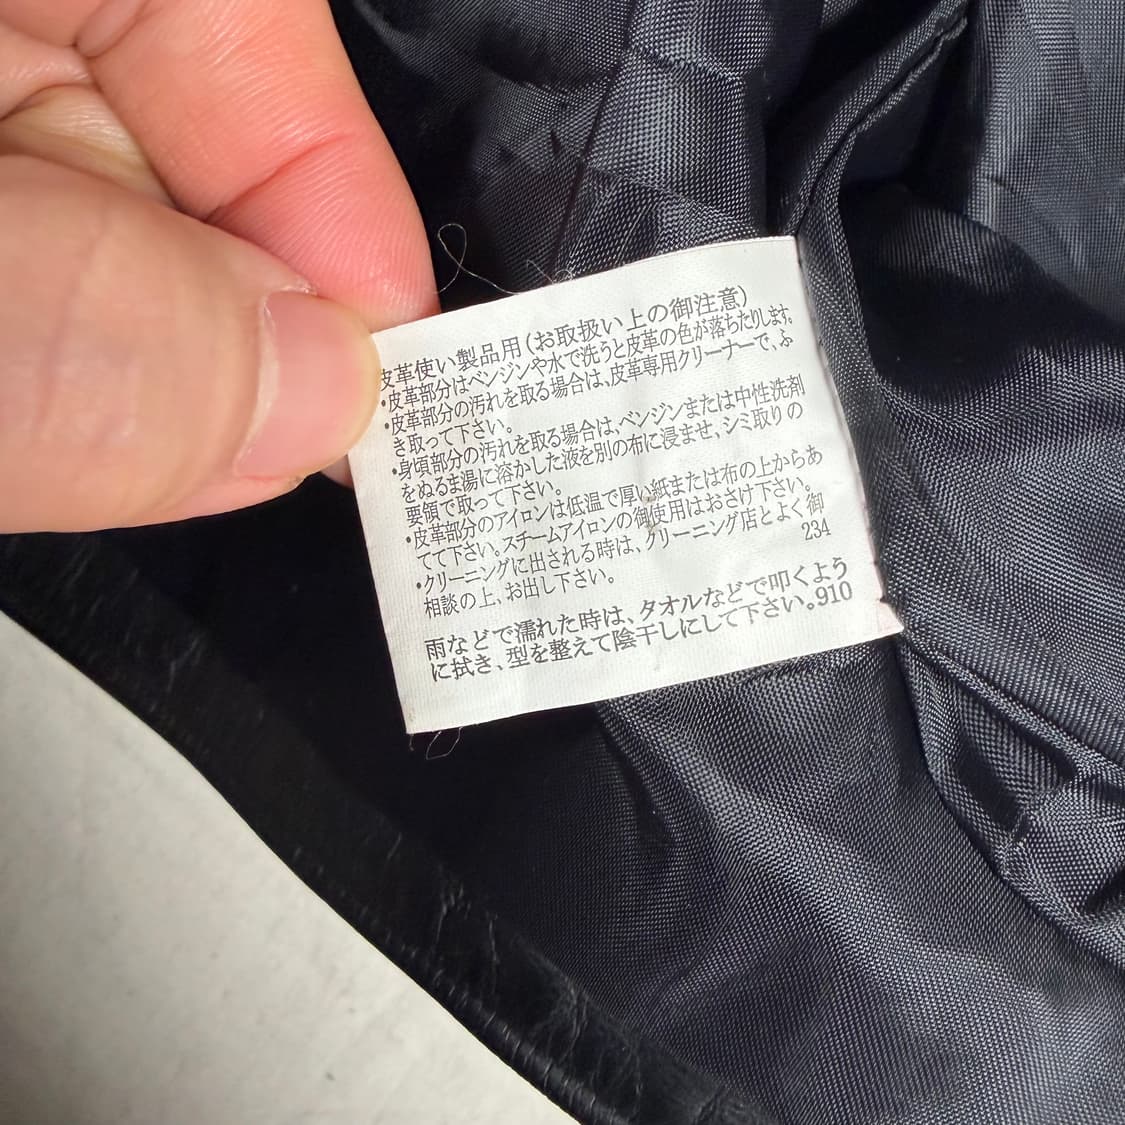 皮革使い製品用(お取扱い上の御注意)
•皮革部分はベンジンや水で洗うと皮革の色が落ちたりします。
•皮革部分の汚れを取る場合は、皮革専用クリーナーで、ふ
き取って下さい。
•身頃部分の汚れを取る場合は、ベンジンまたは中性洗剤
をぬるま湯に溶かした液を別の布に浸ませ、シミ取りの
要領で取って下さい。
•皮革部分のアイロンは低温で厚い紙または布の上からあ
てて下さい。スチームアイロンの御使用はおさけ下さい。
•クリーニングに出される時は、クリーニング店とよく御
相談の上、お出し下さい。
234
雨などで濡れた時は、タオルなどで叩くよう
に拭き、型を整えて陰干しにして下さい。910